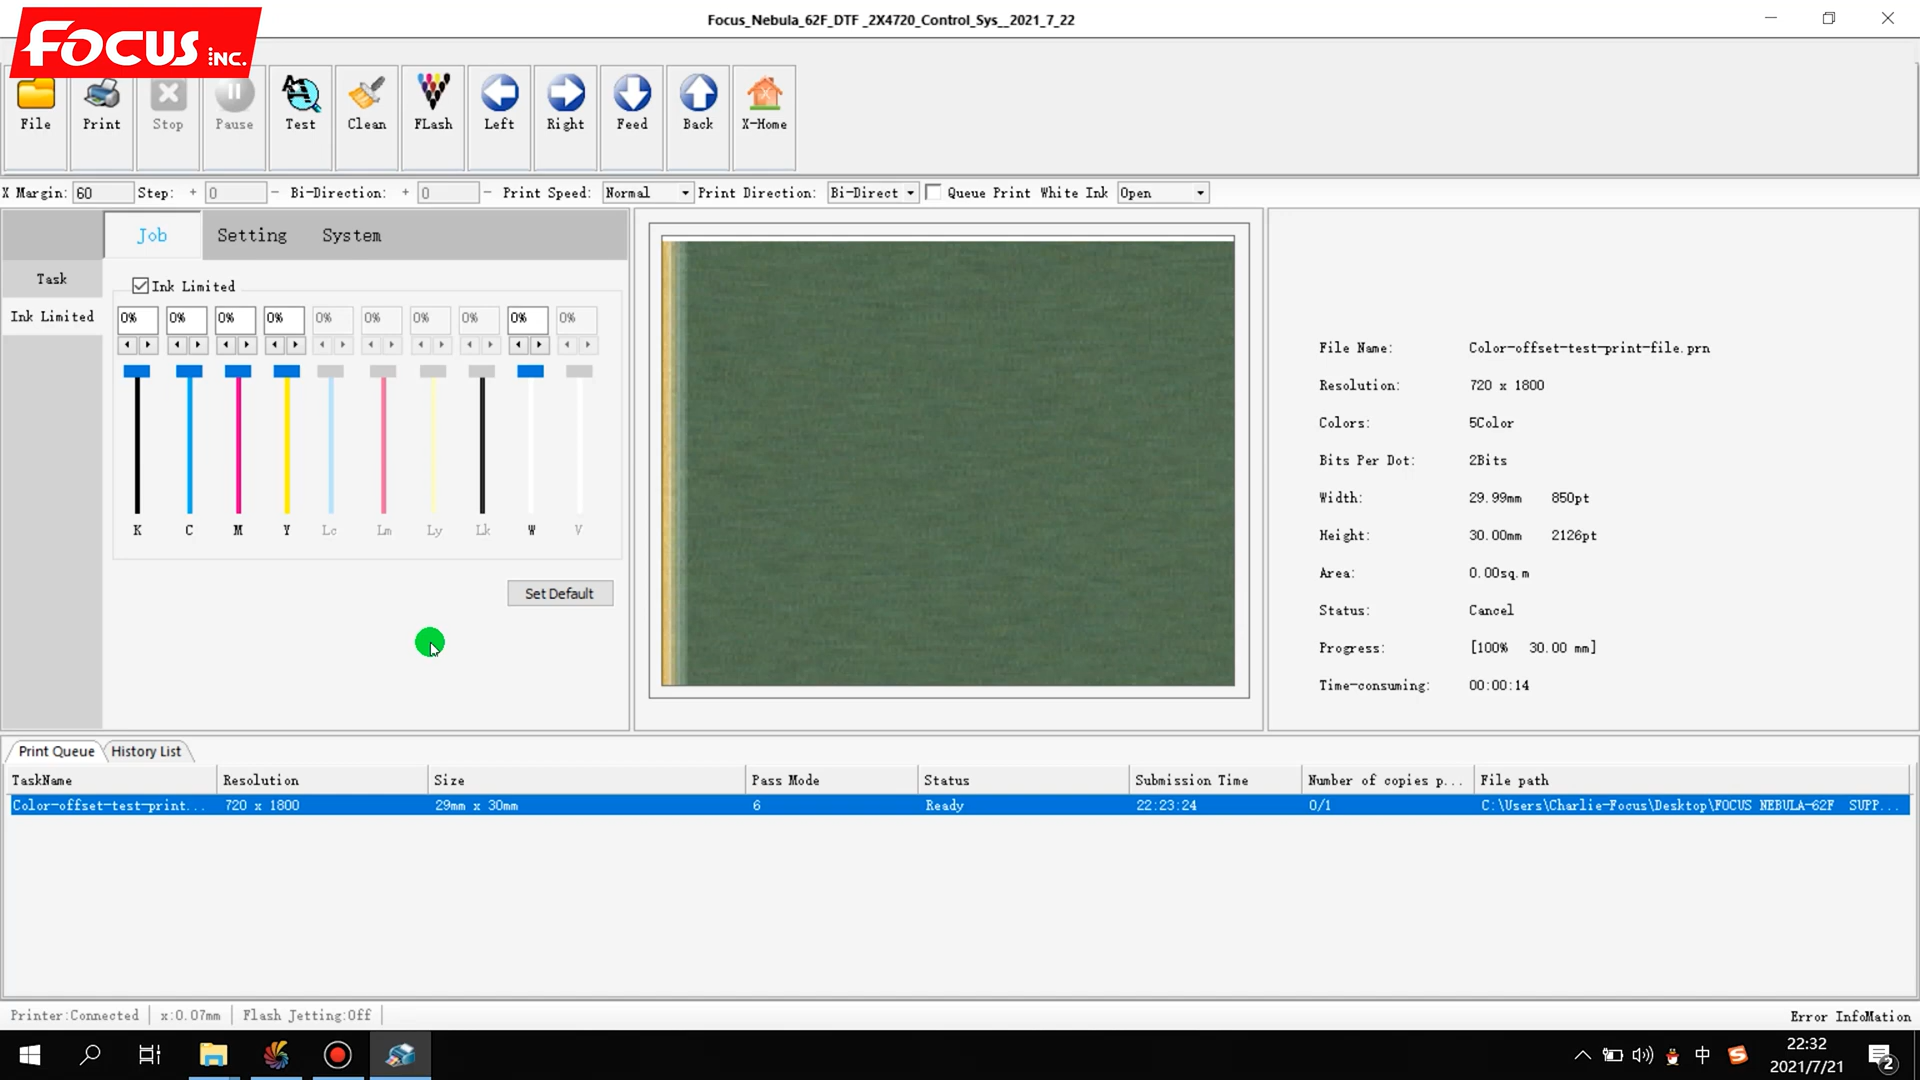 Focus_Nebula_62F_DTF _2X4720_Control_Sys__2021_7_22
FOCUS INC.
File Print Stop Pause Test Clean FLash Left Right Feed Back X-Home
X Margin: 60 Step: + 0 - Bi-Direction: + 0 - Print Speed: Normal Print Direction: Bi-Direct Queue Print White Ink Open
Job Setting System
Task
Ink Limited
Ink Limited
0% 0% 0% 0% 0% 0% 0% 0% 0% 0%
K C M Y Lc Lm Ly Lk W V
Set Default
File Name: Color-offset-test-print-file.prn
Resolution: 720 x 1800
Colors: 5Color
Bits Per Dot: 2Bits
Width: 29.99mm 850pt
Height: 30.00mm 2126pt
Area: 0.00sq.m
Status: Cancel
Progress: [100% 30.00 mm]
Time-consuming: 00:00:14
Print Queue History List
TaskName Resolution Size Pass Mode Status Submission Time Number of copies p... File path
Color-offset-test-print... 720 x 1800 29mm x 30mm 6 Ready 22:23:24 0/1 C:\Users\Charlie-Focus\Desktop\FOCUS NEBULA-62F SUPP...
Printer:Connected x:0.07mm Flash Jetting:Off Error InfoMation
中 S 22:32
2021/7/21 2